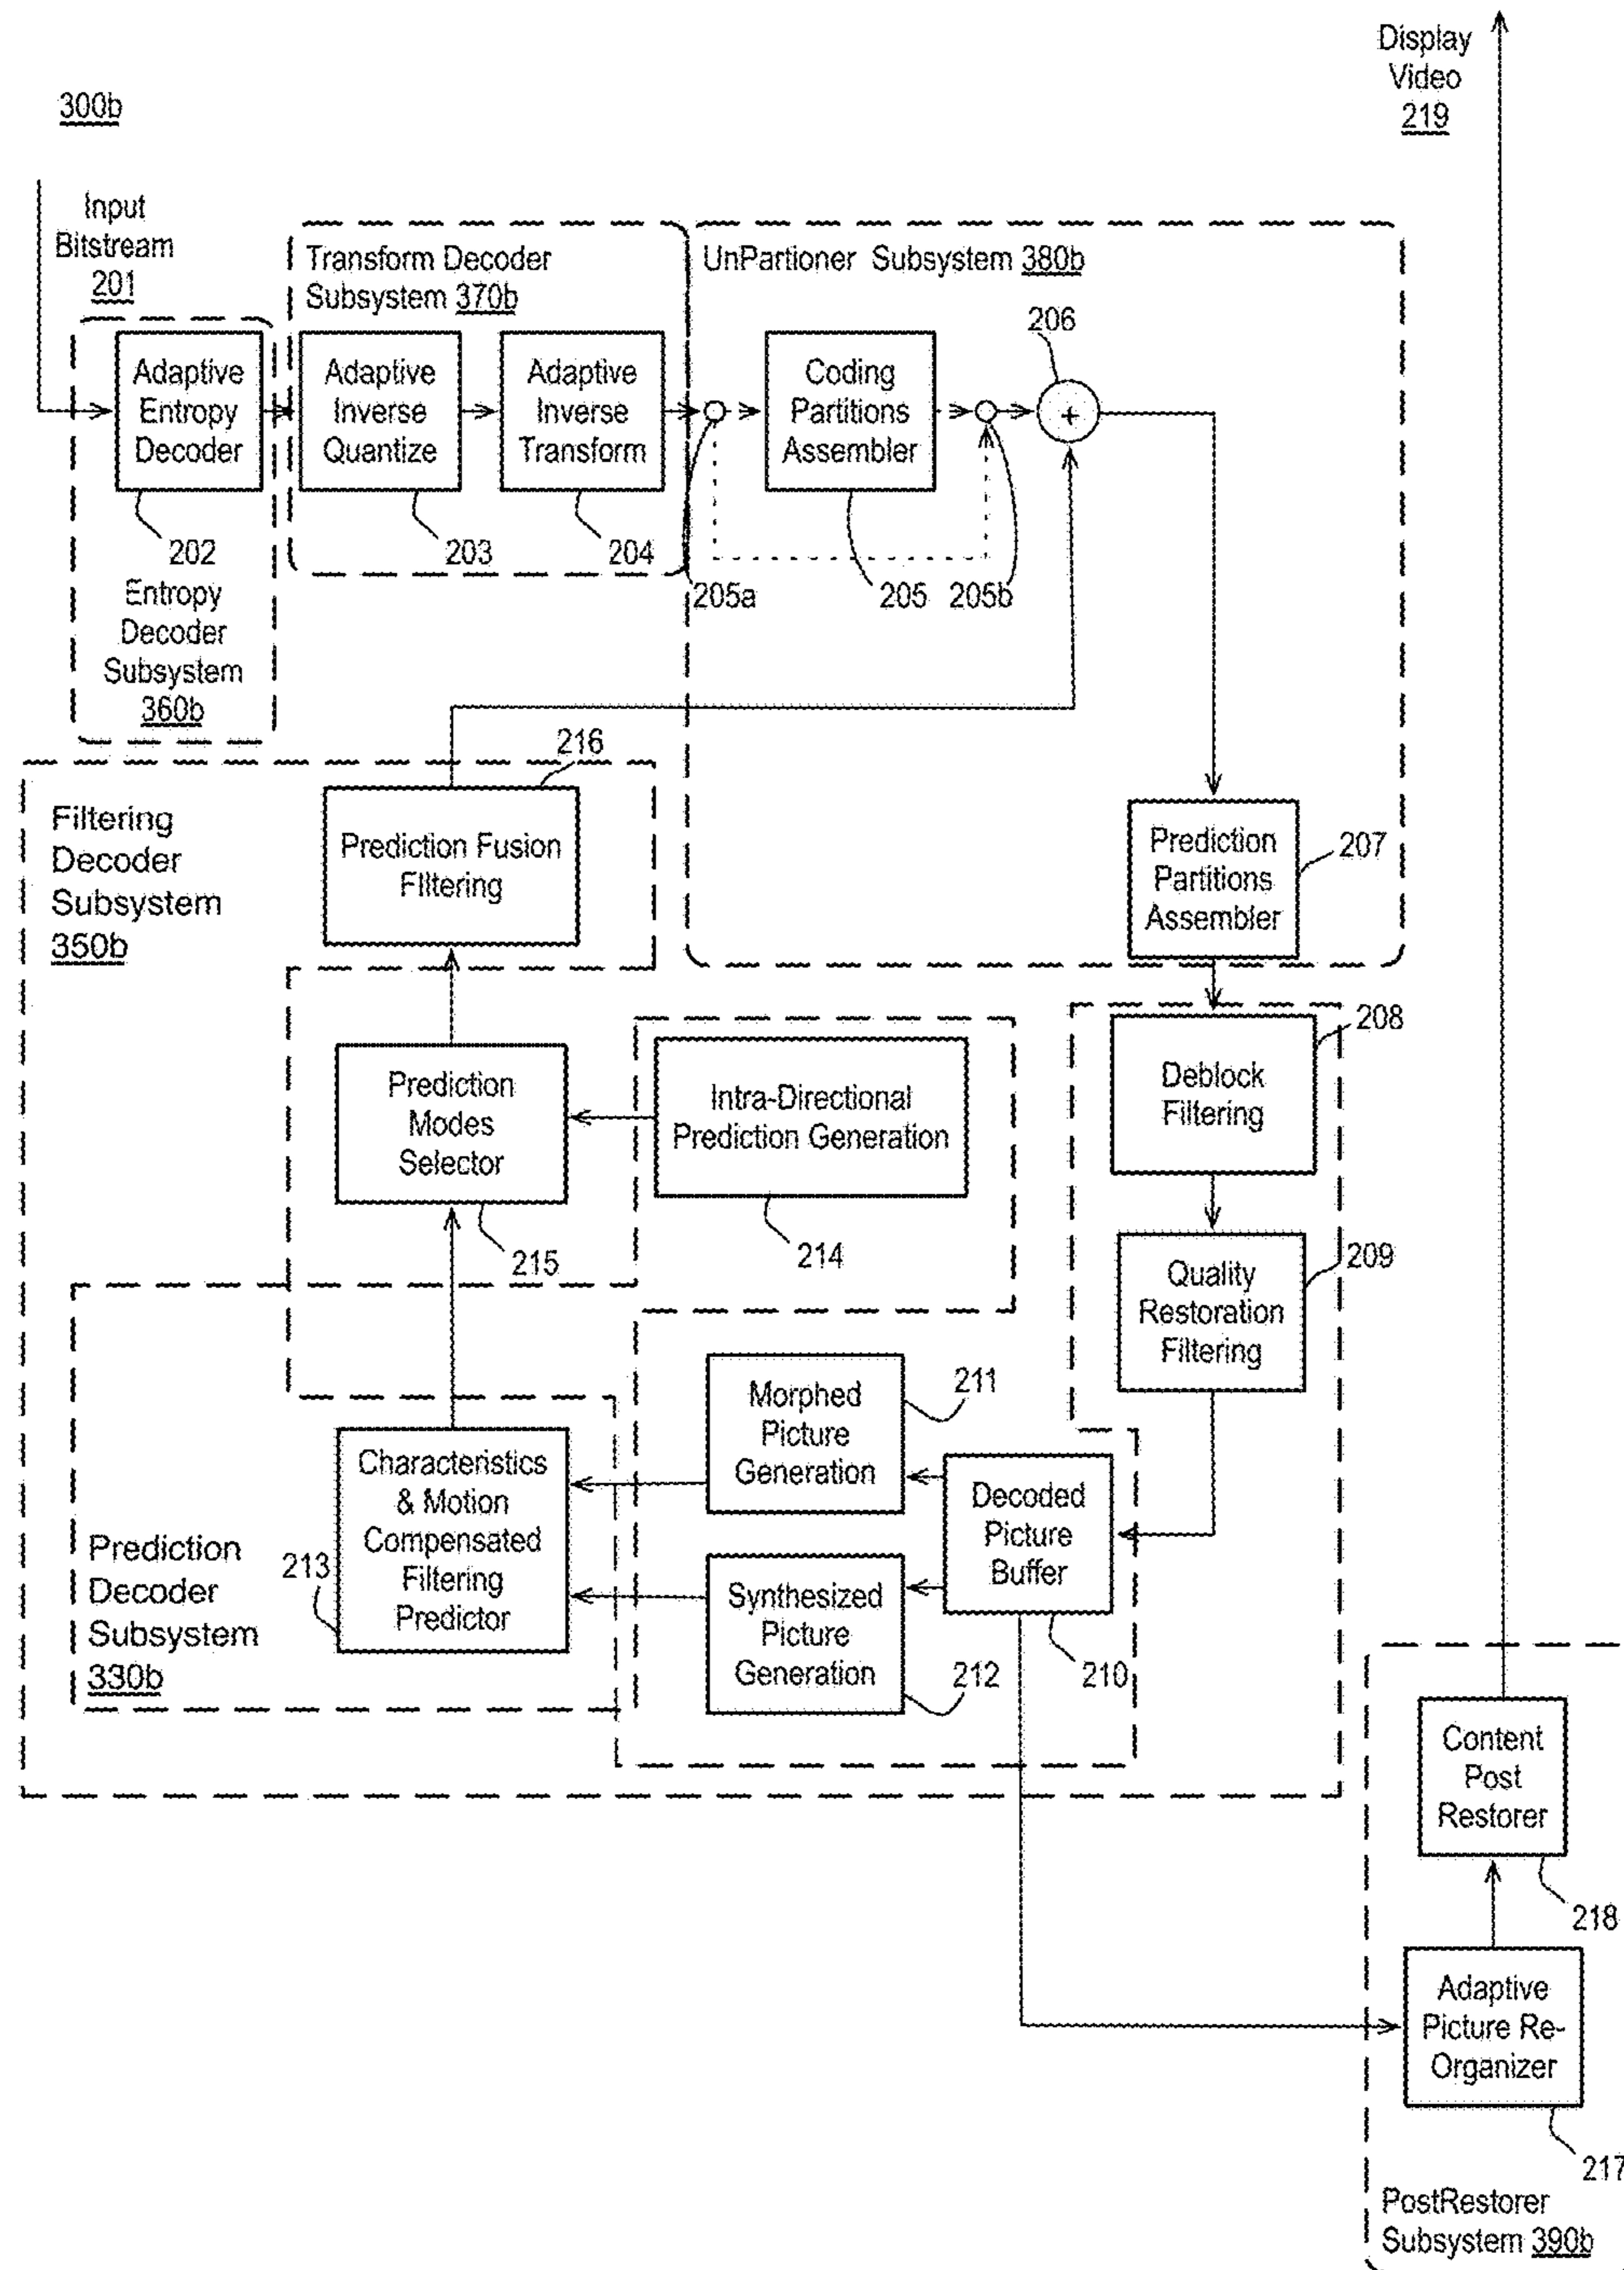 Display
Video
219
300b
Input
Bitstream
201
Transform Decoder
Subsystem 370b
UnPartioner Subsystem 380b
206
Adaptive
Entropy
Decoder
Adaptive
Inverse
Quantize
Adaptive
Inverse
Transform
Coding
Partitions
Assembler
+
202
203
204
205a
205
205b
Entropy
Decoder
Subsystem
360b
216
Filtering
Decoder
Subsystem
350b
Prediction Fusion
FIltering
Prediction
Partitions
Assembler
207
208
Prediction
Modes
Selector
Intra-Directional
Prediction Generation
Deblock
Filtering
215
214
209
Quality
Restoration
Filtering
Morphed
Picture
Generation
211
Characteristics
& Motion
Compensated
Filtering
Predictor
Decoded
Picture
Buffer
213
Prediction
Decoder
Subsystem
330b
Synthesized
Picture
Generation
212
210
Content
Post
Restorer
218
Adaptive
Picture Re-
Organizer
217
PostRestorer
Subsystem 390b